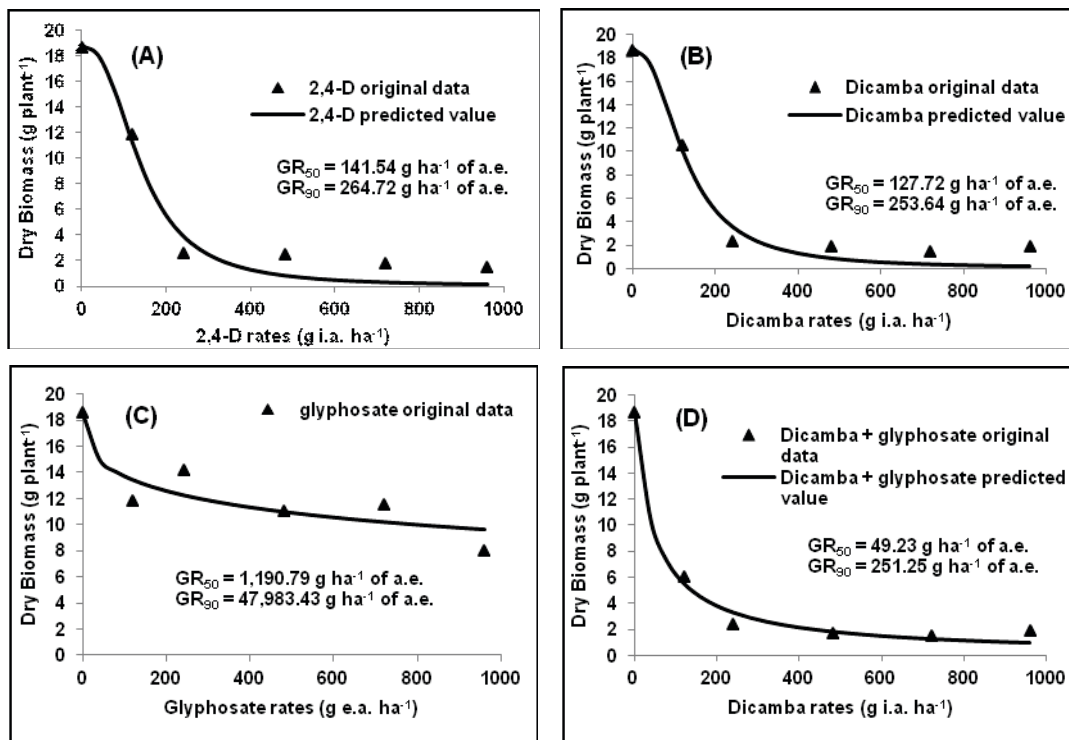 (A)
2,4-D original data
2,4-D predicted value
GR50 = 141.54 g ha-1 of a.e.
GR90 = 264.72 g ha-1 of a.e.
Dry Biomass (g plant-1)
20
18
16
14
12
10
8
6
4
2
0
0
200
400
600
800
1000
2,4-D rates (g i.a. ha-1)
(B)
Dicamba original data
Dicamba predicted value
GR50 = 127.72 g ha-1 of a.e.
GR90 = 253.64 g ha-1 of a.e.
Dry Biomass (g plant-1)
20
18
16
14
12
10
8
6
4
2
0
0
200
400
600
800
1000
Dicamba rates (g i.a. ha-1)
(C)
glyphosate original data
GR50 = 1,190.79 g ha-1 of a.e.
GR90 = 47,983.43 g ha-1 of a.e.
Dry Biomass (g plant-1)
20
18
16
14
12
10
8
6
4
2
0
0
200
400
600
800
1000
Glyphosate rates (g e.a. ha-1)
(D)
Dicamba + glyphosate original
data
Dicamba + glyphosate predicted
value
GR50 = 49.23 g ha-1 of a.e.
GR90 = 251.25 g ha-1 of a.e.
Dry Biomass (g plant-1)
20
18
16
14
12
10
8
6
4
2
0
0
200
400
600
800
1000
Dicamba rates (g i.a. ha-1)